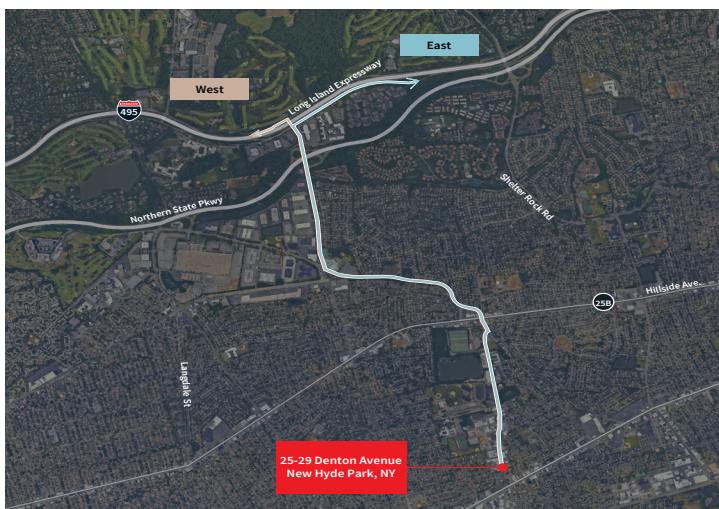 East
West
Long Island Expressway
INTERSTATE
495
Shelter Rock Rd
Northern State Pkwy
Hillside Ave.
25B
Langdale St
25-29 Denton Avenue
New Hyde Park, NY